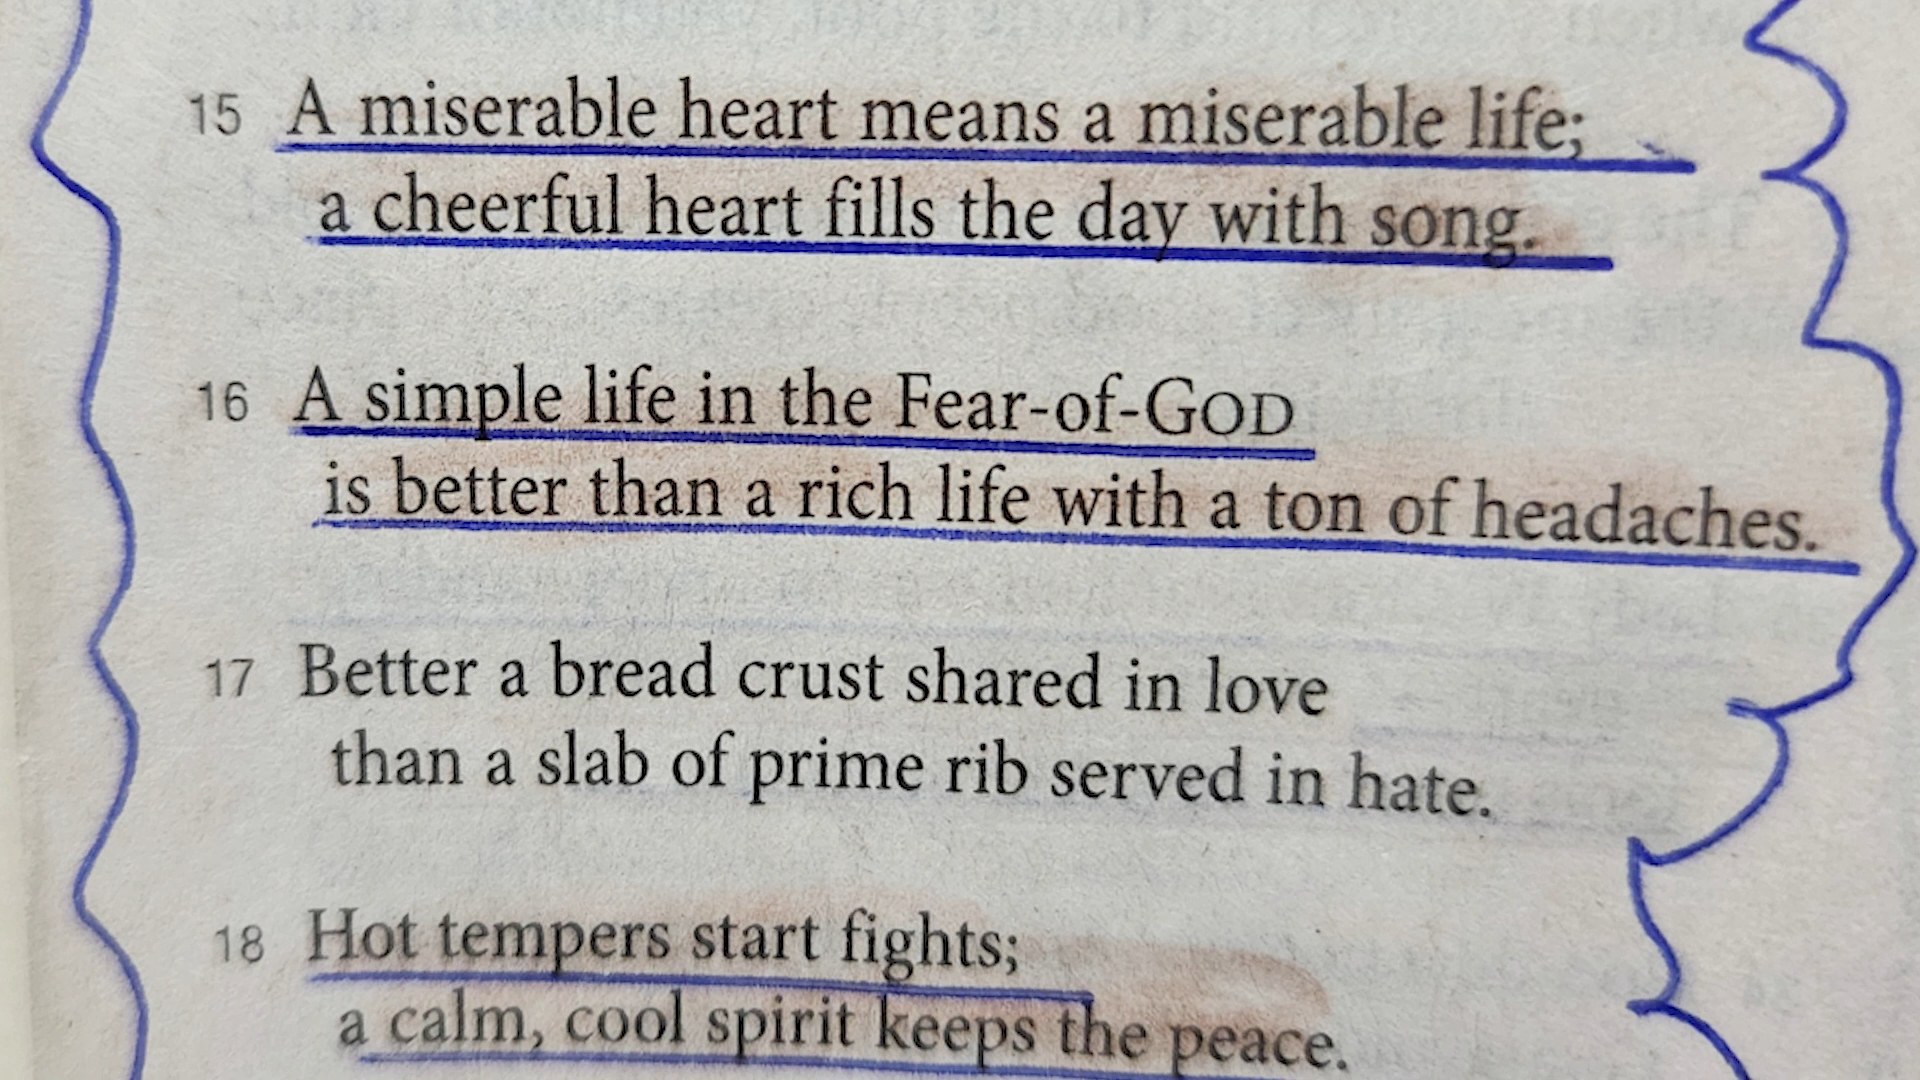 15 A miserable heart means a miserable life;
a cheerful heart fills the day with song.
16 A simple life in the Fear-of-GOD
is better than a rich life with a ton of headaches.
17 Better a bread crust shared in love
than a slab of prime rib served in hate.
18 Hot tempers start fights;
a calm, cool spirit keeps the peace.